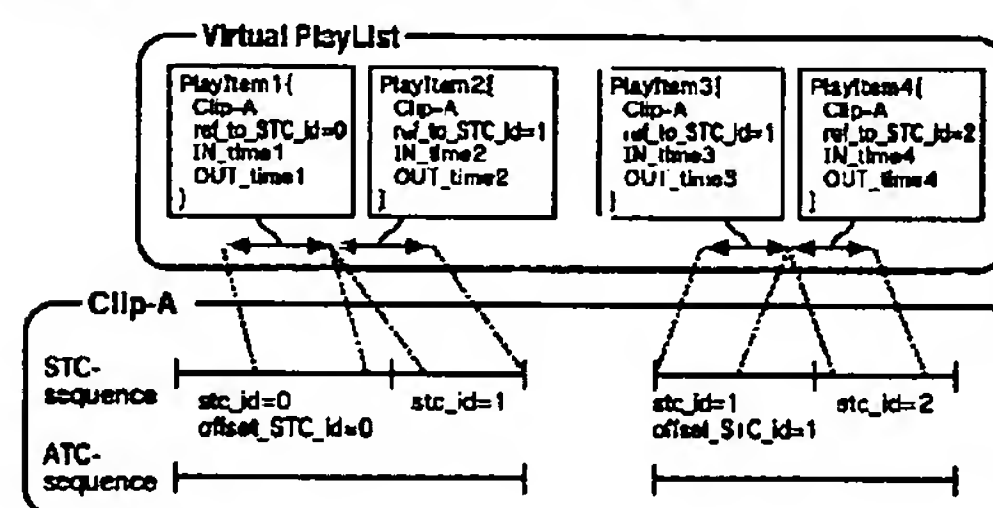 Virtual PlayList
PlayItem1{
Clip-A
ref_to_STC_id=0
IN_time1
OUT_time1
}
PlayItem2{
Clip-A
ref_to_STC_id=1
IN_time2
OUT_time2
}
PlayItem3{
Clip-A
ref_to_STC_id=1
IN_time3
OUT_time3
}
PlayItem4{
Clip-A
ref_to_STC_id=2
IN_time4
OUT_time4
}
Clip-A
STC-
sequence
stc_id=0
offset_STC_id=0
stc_id=1
stc_id=1
offset_STC_id=1
stc_id=2
ATC-
sequence